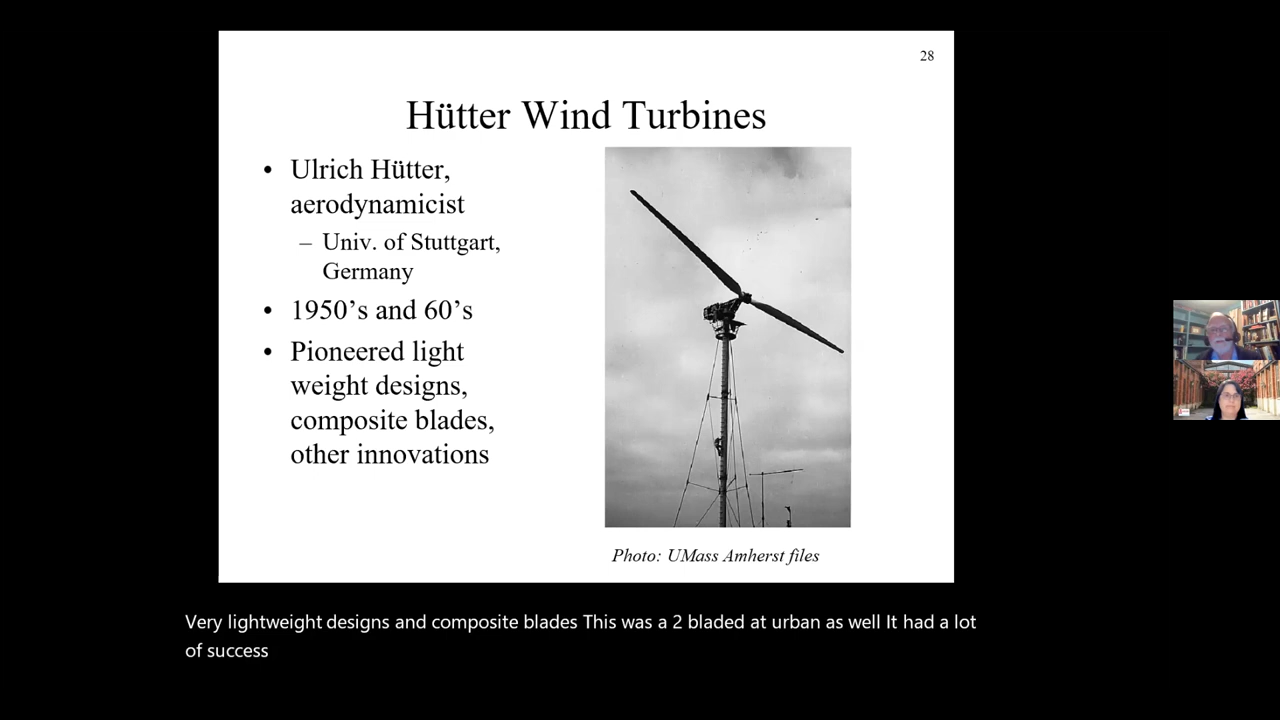 28
Hütter Wind Turbines
• Ulrich Hütter,
aerodynamicist
– Univ. of Stuttgart,
Germany
• 1950’s and 60’s
• Pioneered light
weight designs,
composite blades,
other innovations
Photo: UMass Amherst files
Very lightweight designs and composite blades This was a 2 bladed at urban as well It had a lot
of success